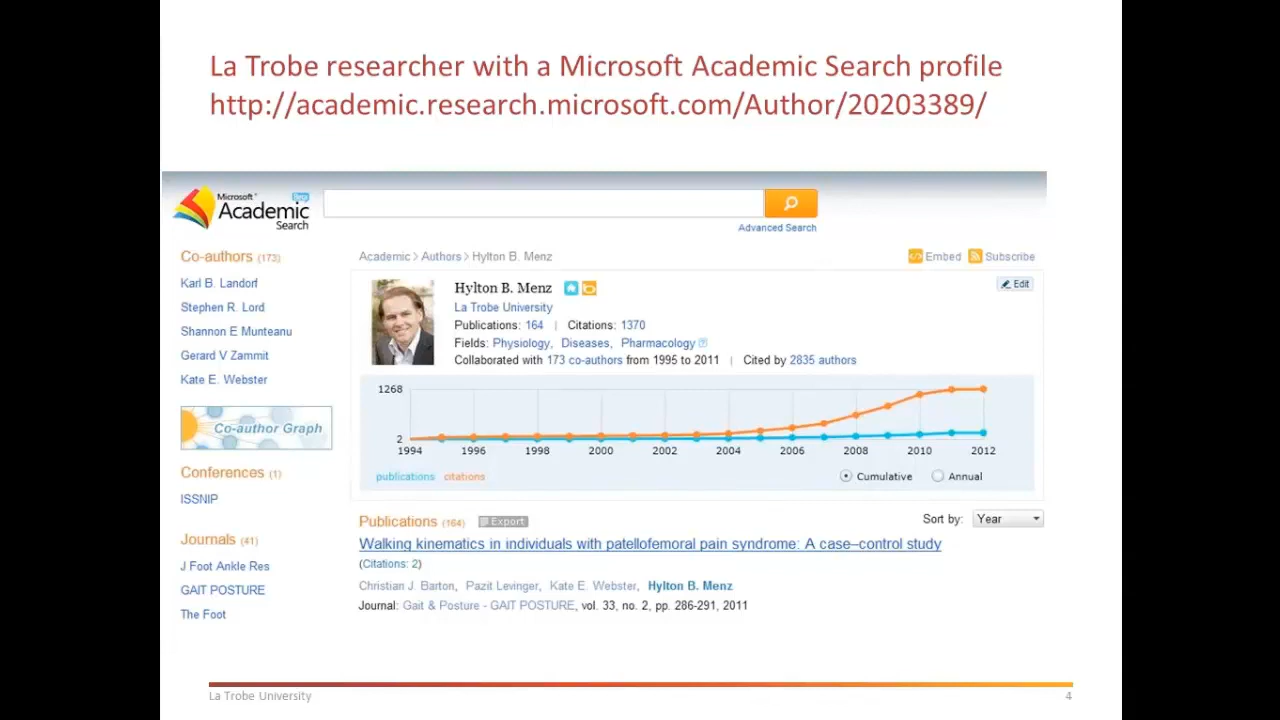 La Trobe researcher with a Microsoft Academic Search profile
http://academic.research.microsoft.com/Author/20203389/
Microsoft® Beta
Academic
Search
Advanced Search
Co-authors (173)
Karl B. Landorf
Stephen R. Lord
Shannon E Munteanu
Gerard V Zammit
Kate E. Webster
Co-author Graph
Conferences (1)
ISSNIP
Journals (41)
J Foot Ankle Res
GAIT POSTURE
The Foot
Academic > Authors > Hylton B. Menz
Embed Subscribe
Hylton B. Menz
Edit
La Trobe University
Publications: 164 | Citations: 1370
Fields: Physiology, Diseases, Pharmacology ?
Collaborated with 173 co-authors from 1995 to 2011 | Cited by 2835 authors
1268
2
1994 1996 1998 2000 2002 2004 2006 2008 2010 2012
publications citations
Cumulative Annual
Publications (164) Export
Sort by: Year
Walking kinematics in individuals with patellofemoral pain syndrome: A case–control study
(Citations: 2)
Christian J. Barton, Pazit Levinger, Kate E. Webster, Hylton B. Menz
Journal: Gait & Posture - GAIT POSTURE, vol. 33, no. 2, pp. 286-291, 2011
La Trobe University
4